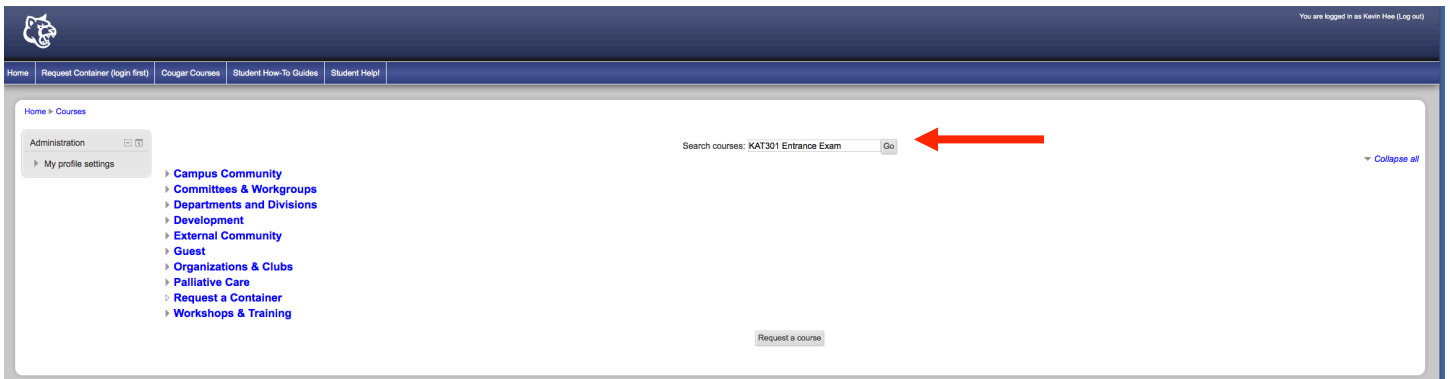 You are logged in as Kevin Hee (Log out)
Home Request Container (login first) Cougar Courses Student How-To Guides Student Help!
Home ▶ Courses
Administration
My profile settings
Search courses: KAT301 Entrance Exam Go
Collapse all
Campus Community
Committees & Workgroups
Departments and Divisions
Development
External Community
Guest
Organizations & Clubs
Palliative Care
Request a Container
Workshops & Training
Request a course